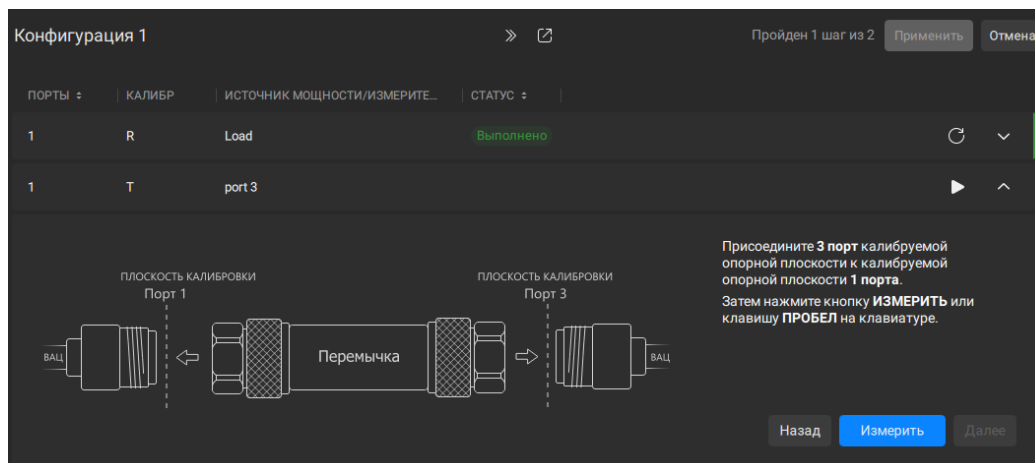 Конфигурация 1
Пройден 1 шаг из 2 Применить Отмена
ПОРТЫ КАЛИБР ИСТОЧНИК МОЩНОСТИ/ИЗМЕРИТЕ... СТАТУС
1 R Load Выполнено
1 T port 3
ПЛОСКОСТЬ КАЛИБРОВКИ
Порт 1
ПЛОСКОСТЬ КАЛИБРОВКИ
Порт 3
ВАЦ
Перемычка
ВАЦ
Присоедините 3 порт калибруемой
опорной плоскости к калибруемой
опорной плоскости 1 порта.
Затем нажмите кнопку ИЗМЕРИТЬ или
клавишу ПРОБЕЛ на клавиатуре.
Назад Измерить Далее